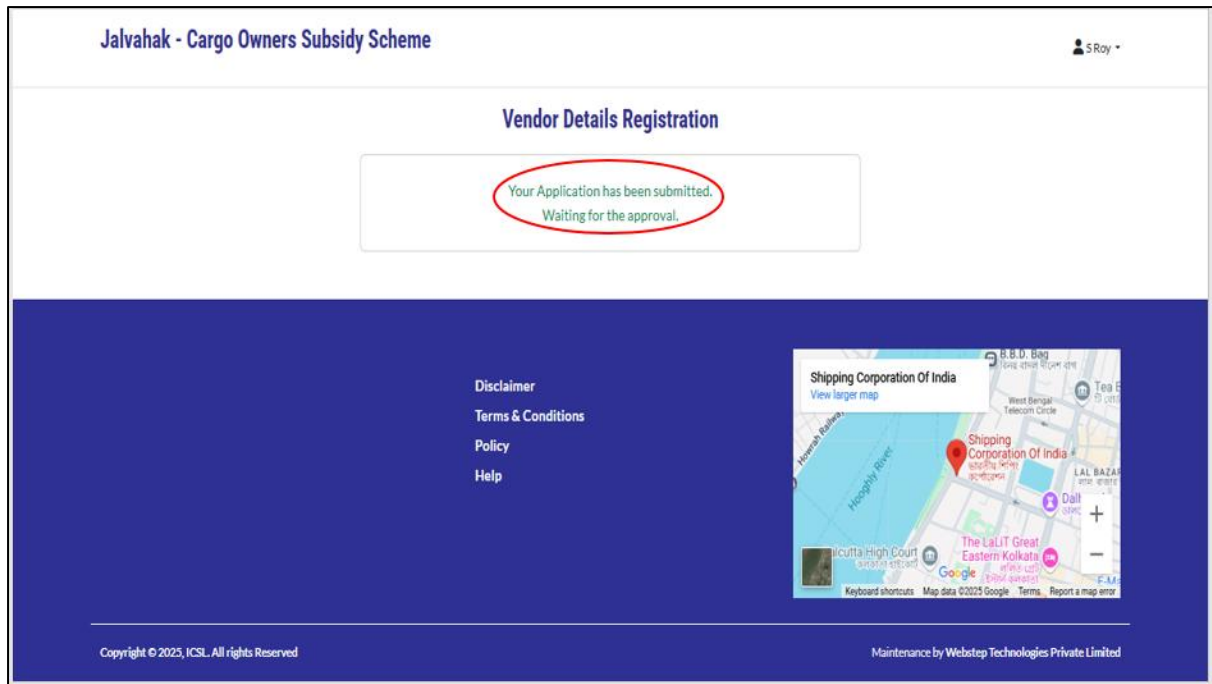 Jalvahak - Cargo Owners Subsidy Scheme
S Roy
Vendor Details Registration
Your Application has been submitted.
Waiting for the approval.
Disclaimer
Terms & Conditions
Policy
Help
Shipping Corporation Of India
View larger map
B.B.D. Bag
West Bengal
Telecom Circle
Tea
Howrah Railway
Hooghly River
Shipping
Corporation Of India
LAL BAZAR
The LaLiT Great
Eastern Kolkata
High Court
Google
Keyboard shortcuts Map data ©2025 Google Terms Report a map error
Copyright © 2025, ICSL. All rights Reserved
Maintenance by Webstep Technologies Private Limited